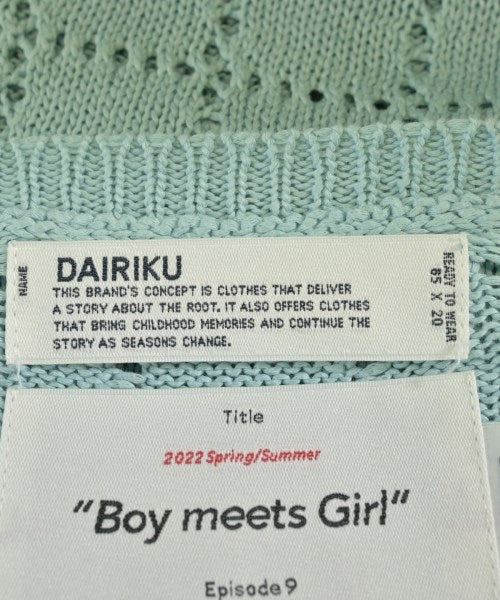 NAME
DAIRIKU
THIS BRAND'S CONCEPT IS CLOTHES THAT DELIVER
A STORY ABOUT THE ROOT. IT ALSO OFFERS CLOTHES
THAT BRING CHILDHOOD MEMORIES AND CONTINUE THE
STORY AS SEASONS CHANGE.
READY TO WEAR
85 X 20
Title
2022 Spring/Summer
“Boy meets Girl”
Episode 9